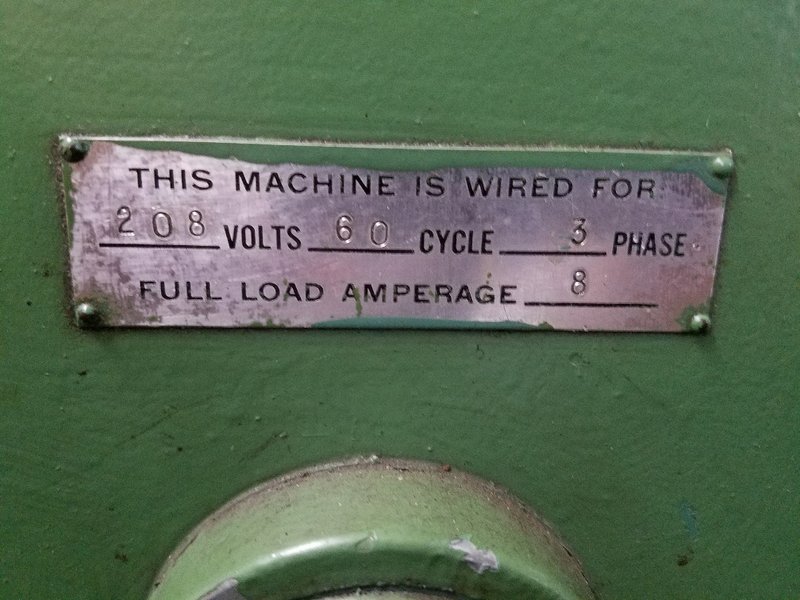 THIS MACHINE IS WIRED FOR
208 VOLTS 60 CYCLE 3 PHASE
FULL LOAD AMPERAGE 8